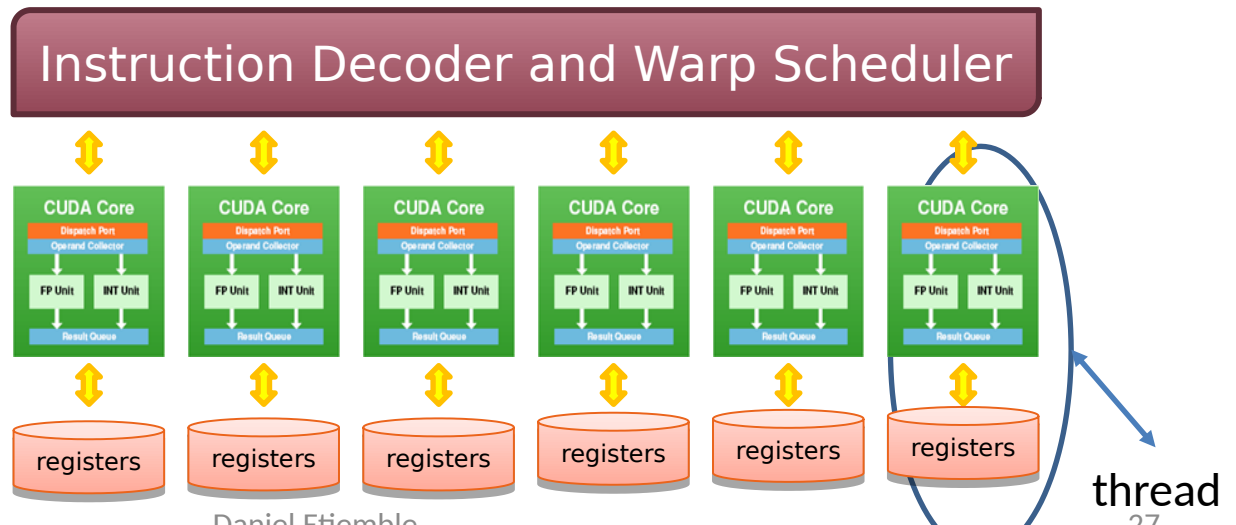 Instruction Decoder and Warp Scheduler
CUDA Core CUDA Core CUDA Core CUDA Core CUDA Core CUDA Core
Dispatch Port Dispatch Port Dispatch Port Dispatch Port Dispatch Port Dispatch Port
Operand Collector Operand Collector Operand Collector Operand Collector Operand Collector Operand Collector
FP Unit INT Unit FP Unit INT Unit FP Unit INT Unit FP Unit INT Unit FP Unit INT Unit FP Unit INT Unit
Result Queue Result Queue Result Queue Result Queue Result Queue Result Queue
registers registers registers registers registers registers
thread
Daniel Etiemble 27